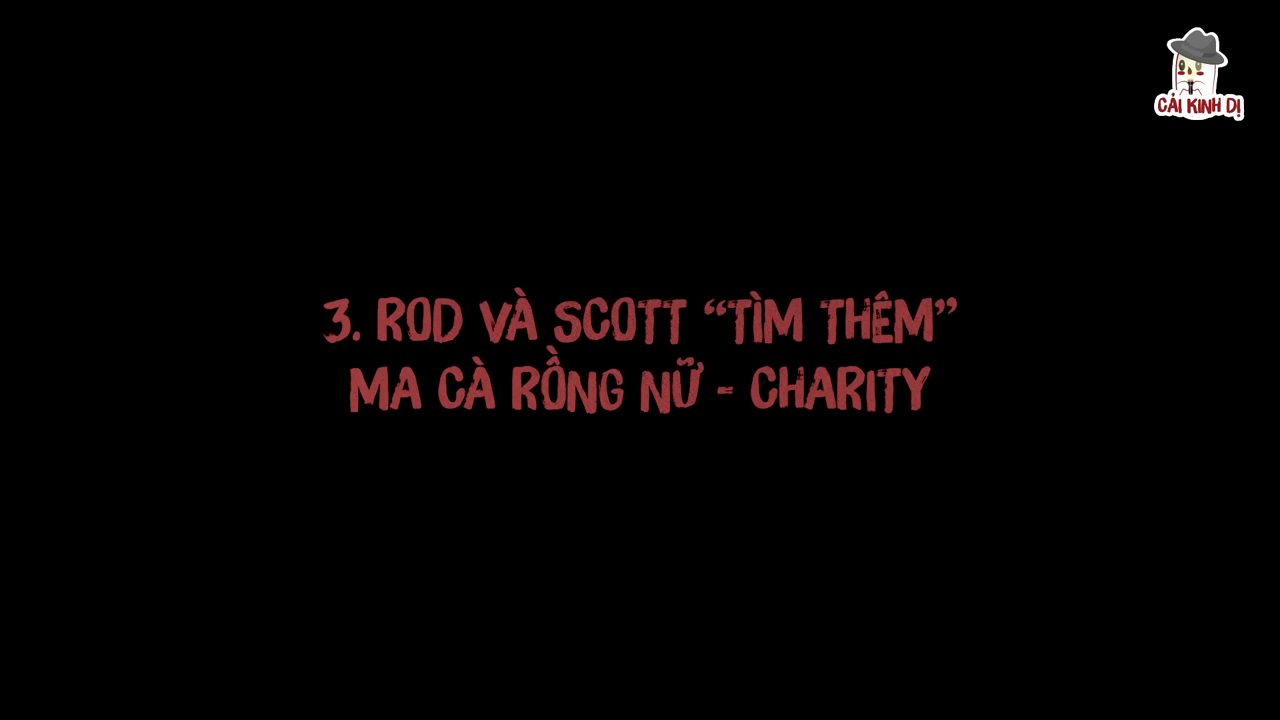 CẢI KINH DỊ
3. ROD VÀ SCOTT “TÌM THÊM”
MA CÀ RỒNG NỮ - CHARITY